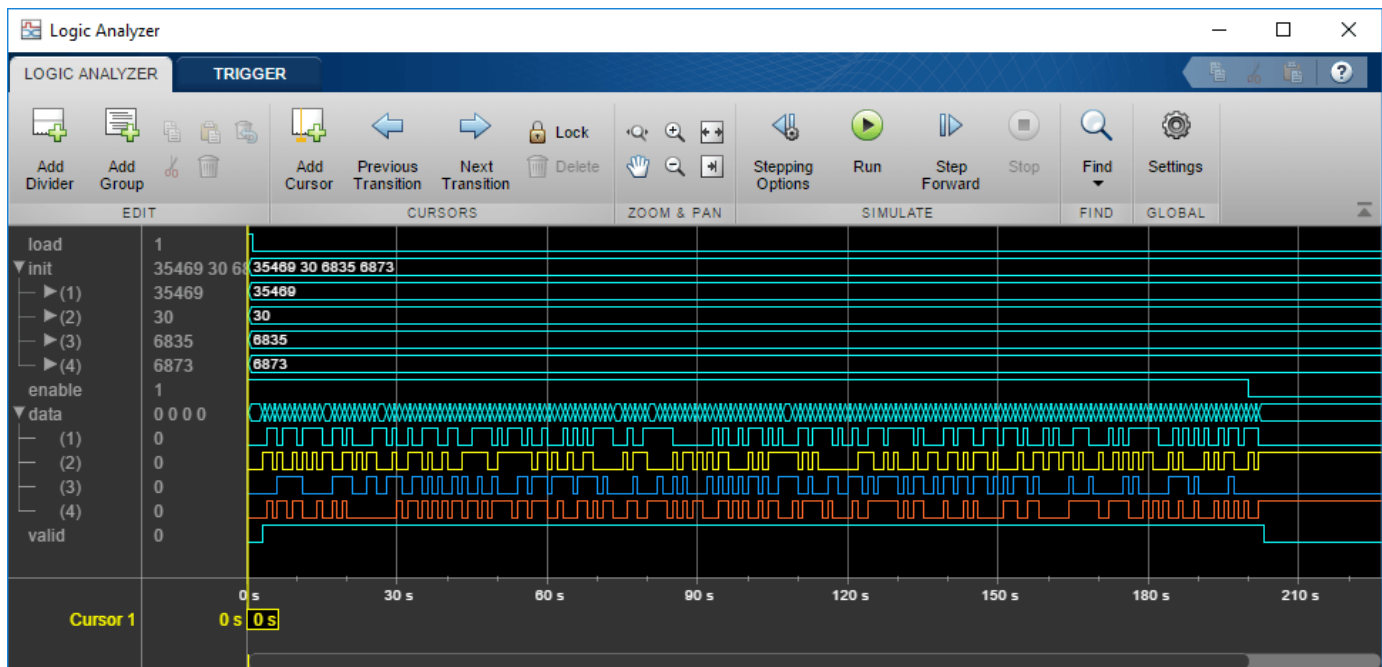 Logic Analyzer
LOGIC ANALYZER TRIGGER
Add Divider
Add Group
Add Cursor
Previous Transition
Next Transition
Lock
Delete
Stepping Options
Run
Step Forward
Stop
Find
Settings
EDIT CURSORS ZOOM & PAN SIMULATE FIND GLOBAL
load 1
init 35469 30 68 35469 30 6835 6873
(1) 35469 35469
(2) 30 30
(3) 6835 6835
(4) 6873 6873
enable 1
data 0 0 0 0
(1) 0
(2) 0
(3) 0
(4) 0
valid 0
0 s 30 s 60 s 90 s 120 s 150 s 180 s 210 s
Cursor 1 0 s 0 s